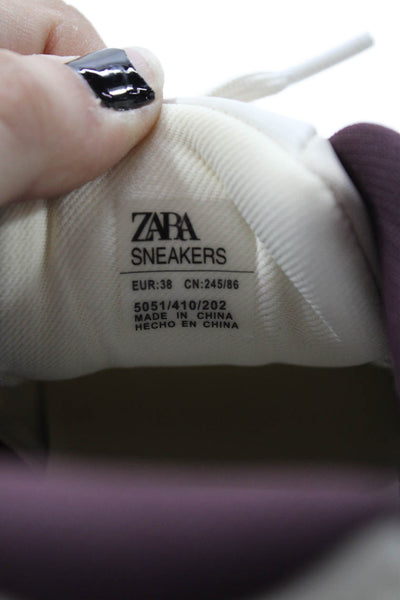 ZARA
SNEAKERS
EUR:38 CN:245/86
5051/410/202
MADE IN CHINA
HECHO EN CHINA